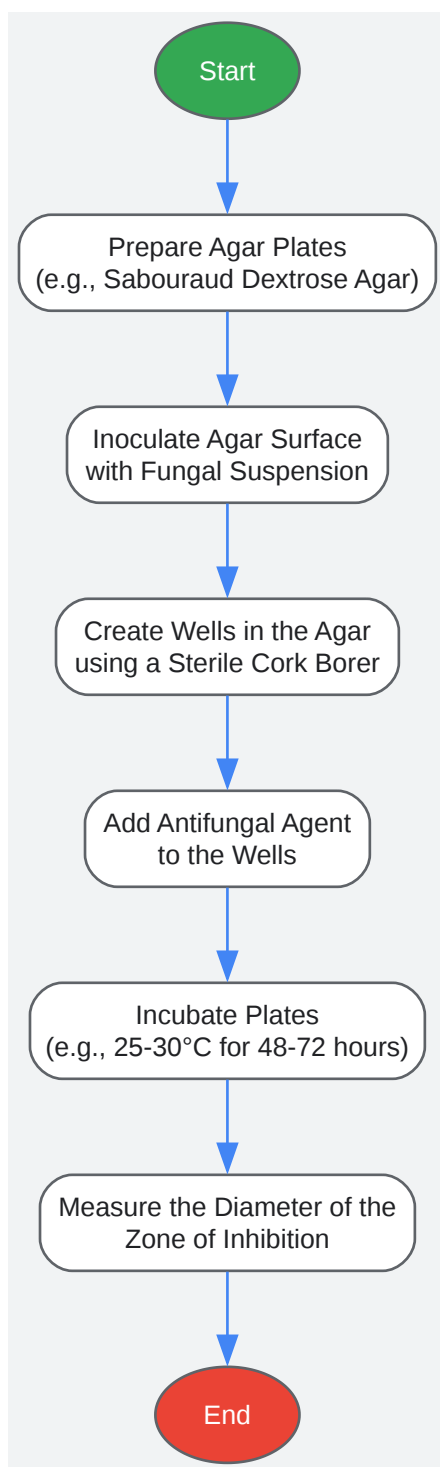 Start
Prepare Agar Plates
(e.g., Sabouraud Dextrose Agar)
Inoculate Agar Surface
with Fungal Suspension
Create Wells in the Agar
using a Sterile Cork Borer
Add Antifungal Agent
to the Wells
Incubate Plates
(e.g., 25-30°C for 48-72 hours)
Measure the Diameter of the
Zone of Inhibition
End